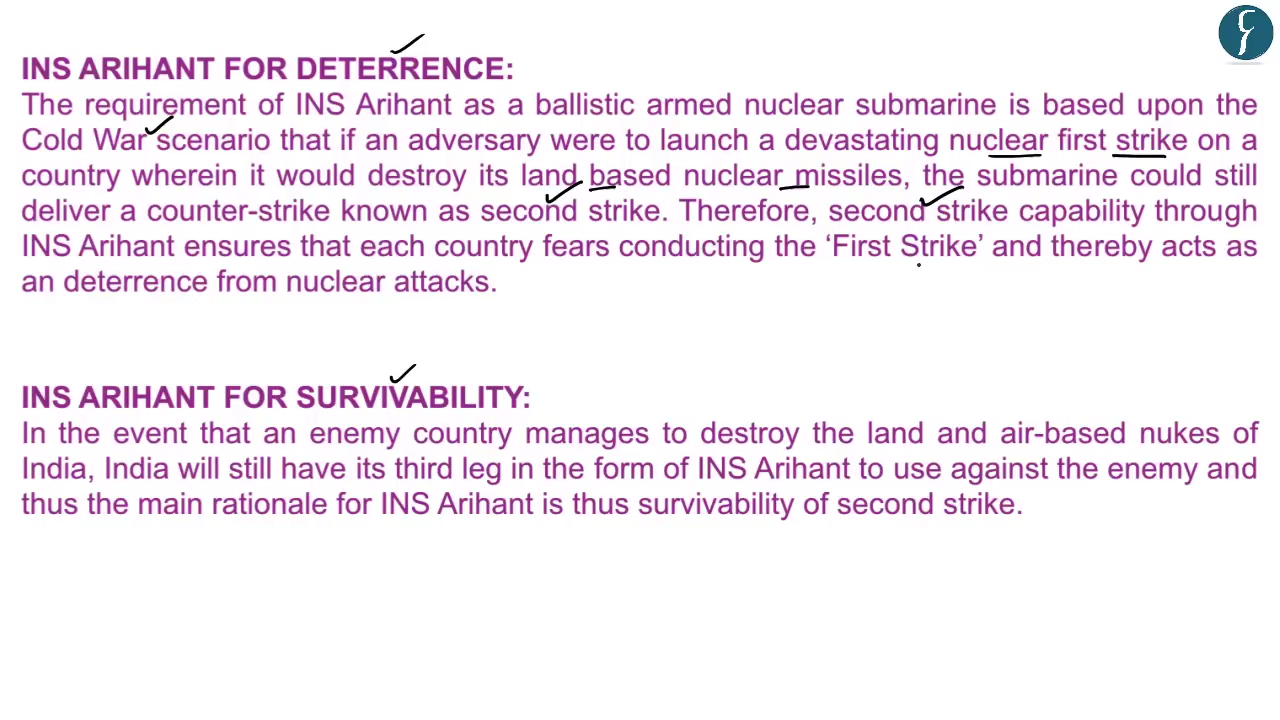 INS ARIHANT FOR DETERRENCE:
The requirement of INS Arihant as a ballistic armed nuclear submarine is based upon the
Cold War scenario that if an adversary were to launch a devastating nuclear first strike on a
country wherein it would destroy its land based nuclear missiles, the submarine could still
deliver a counter-strike known as second strike. Therefore, second strike capability through
INS Arihant ensures that each country fears conducting the ‘First Strike’ and thereby acts as
an deterrence from nuclear attacks.
INS ARIHANT FOR SURVIVABILITY:
In the event that an enemy country manages to destroy the land and air-based nukes of
India, India will still have its third leg in the form of INS Arihant to use against the enemy and
thus the main rationale for INS Arihant is thus survivability of second strike.